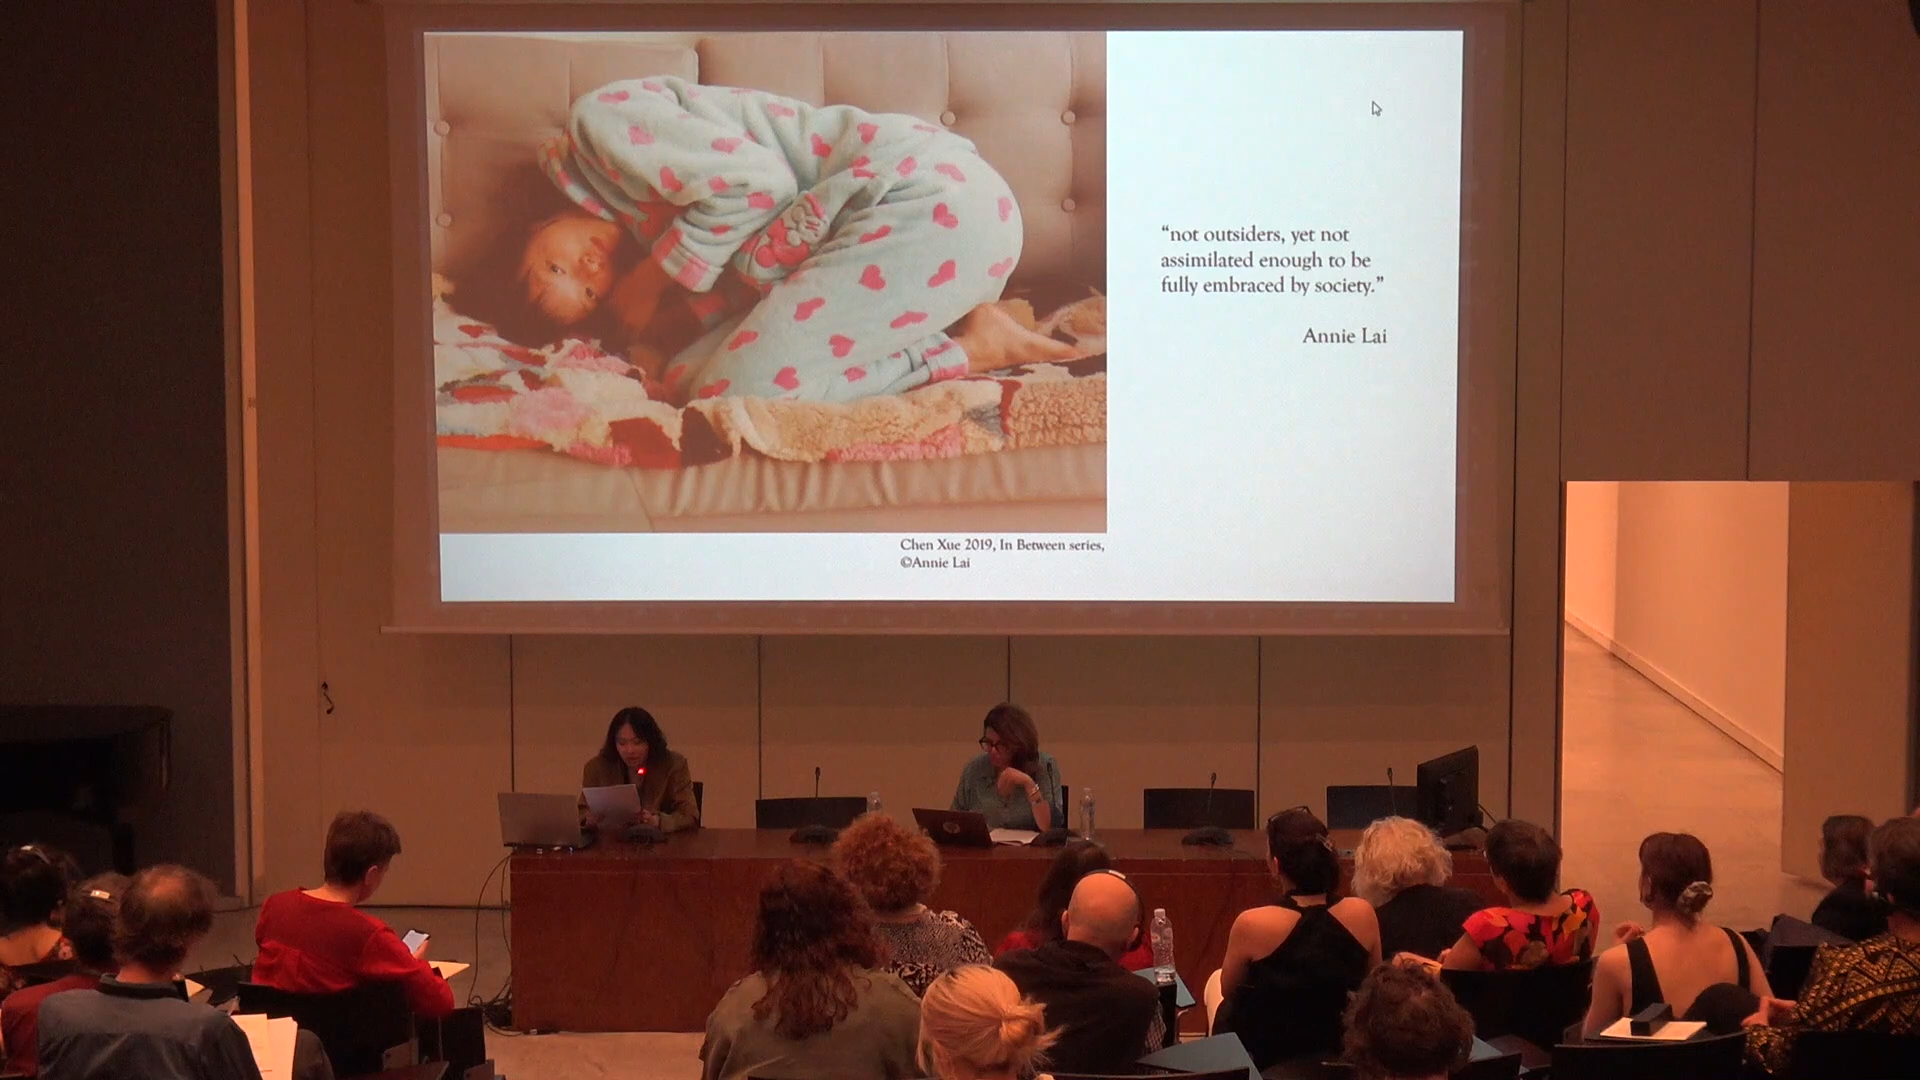 “not outsiders, yet not
assimilated enough to be
fully embraced by society.”
Annie Lai
Chen Xue 2019, In Between series,
©Annie Lai